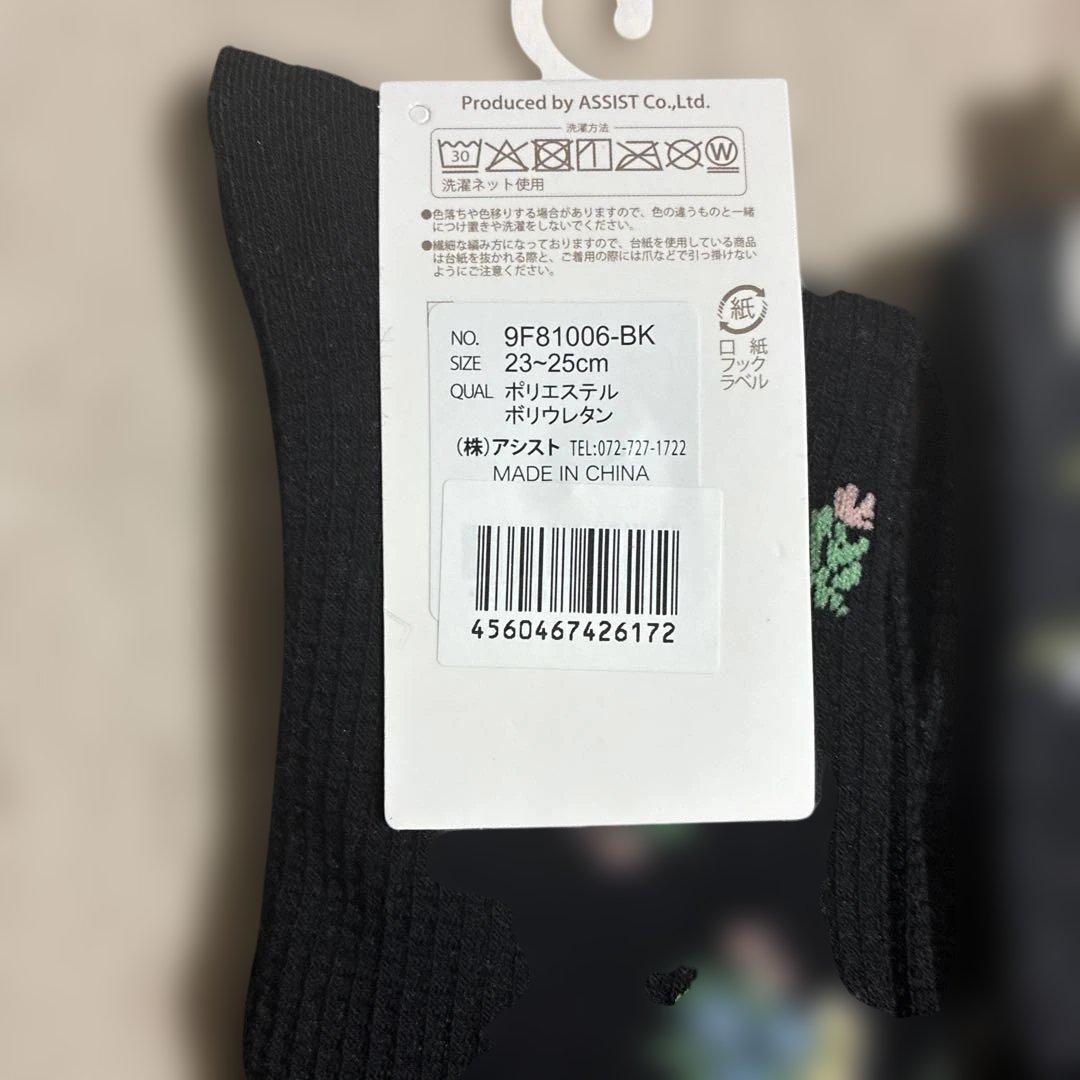 Produced by ASSIST Co.,Ltd.
洗濯方法
30
W
洗濯ネット使用
●色落ちや色移りする場合がありますので、色の違うものと一緒
につけ置きや洗濯をしないでください。
●繊細な編み方になっておりますので、台紙を使用している商品
は台紙を抜かれる際と、ご着用の際には爪などで引っ掛けない
ようにご注意ください。
紙
口 紙
フック
ラベル
NO. 9F81006-BK
SIZE 23~25cm
QUAL ポリエステル
ポリウレタン
(株)アシスト TEL:072-727-1722
MADE IN CHINA
4560467426172